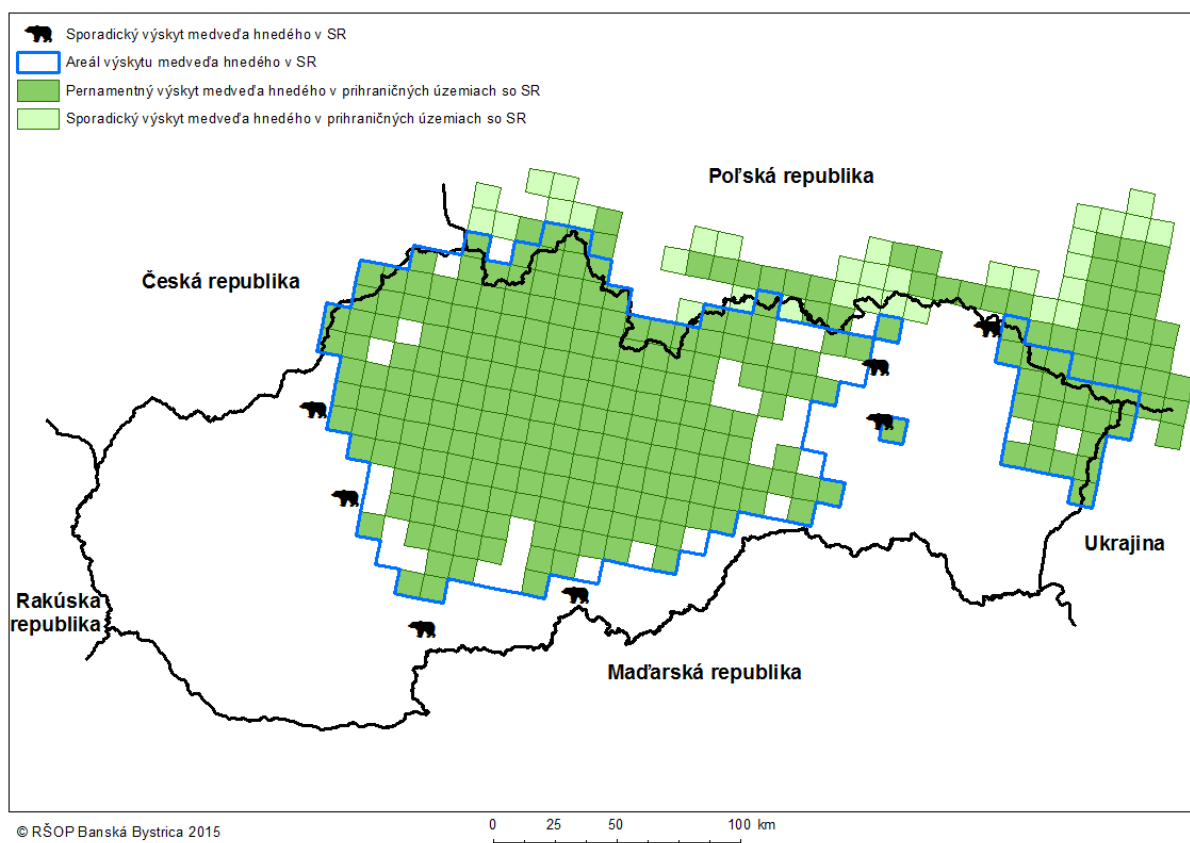 Sporadický výskyt medveďa hnedého v SR
Areál výskytu medveďa hnedého v SR
Pernamentný výskyt medveďa hnedého v prihraničných územiach so SR
Sporadický výskyt medveďa hnedého v prihraničných územiach so SR
Poľská republika
Česká republika
Ukrajina
Rakúska
republika
Maďarská republika
© RŠOP Banská Bystrica 2015
0 25 50 100 km